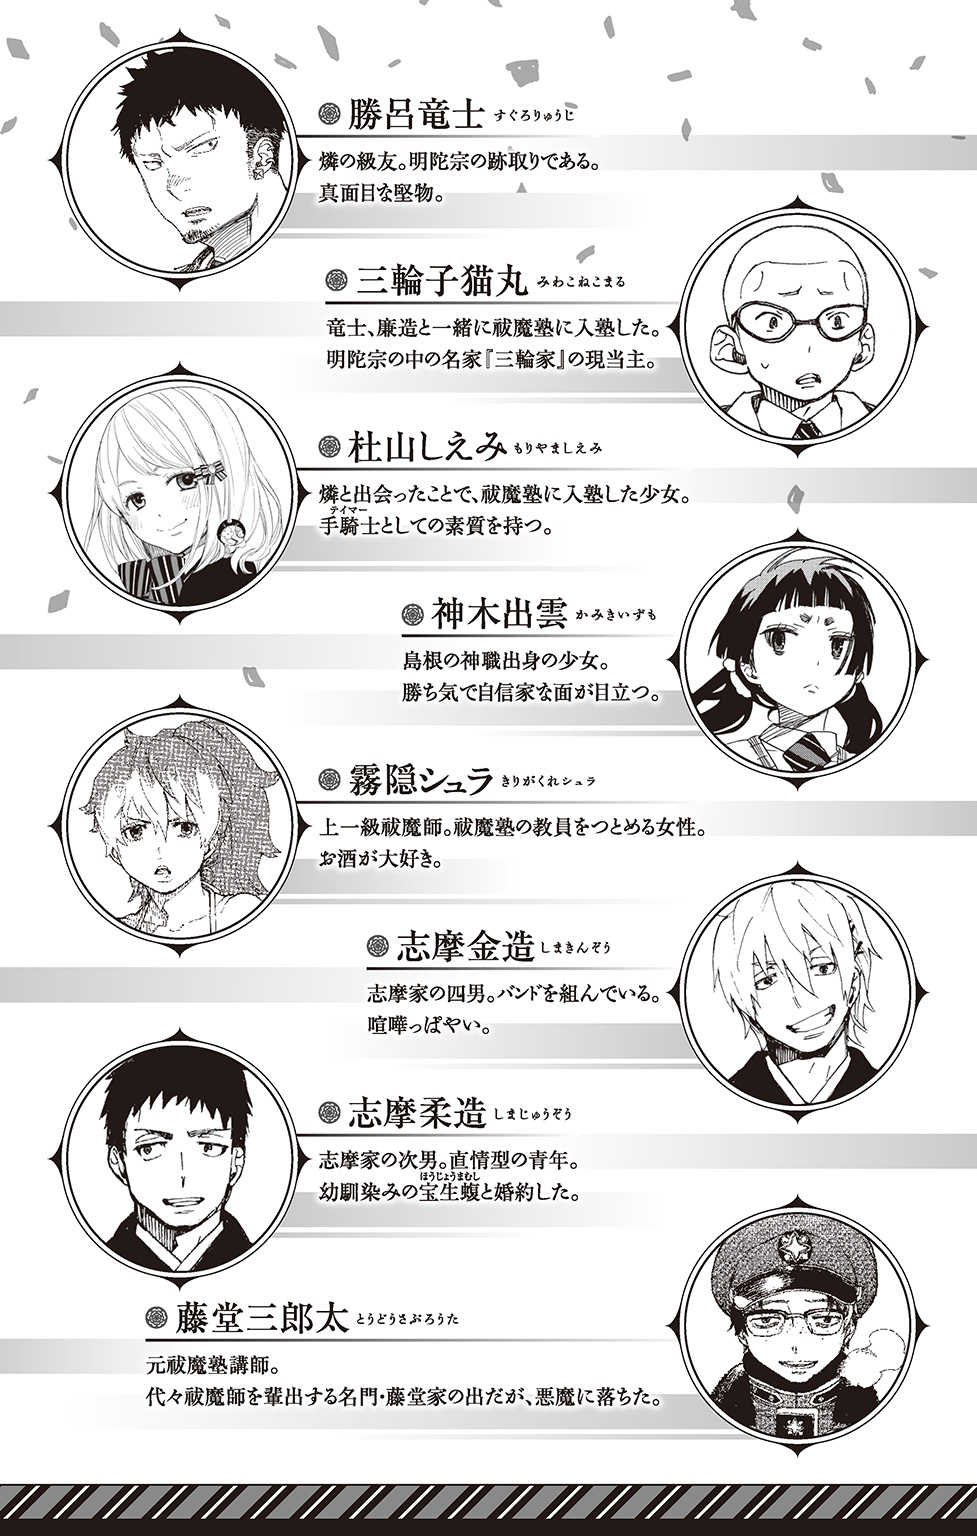 勝呂竜士 すぐろりゅうじ
燐の級友。明陀宗の跡取りである。
真面目な堅物。
三輪子猫丸 みわこねこまる
竜士、廉造と一緒に祓魔塾に入塾した。
明陀宗の中の名家『三輪家』の現当主。
杜山しえみ もりやましえみ
燐と出会ったことで、祓魔塾に入塾した少女。
テイマー
手騎士としての素質を持つ。
神木出雲 かみきいずも
島根の神職出身の少女。
勝ち気で自信家な面が目立つ。
霧隠シュラ きりがくれシュラ
上一級祓魔師。祓魔塾の教員をつとめる女性。
お酒が大好き。
志摩金造 しまきんぞう
志摩家の四男。バンドを組んでいる。
喧嘩っぱやい。
志摩柔造 しまじゅうぞう
志摩家の次男。直情型の青年。
ほうじょうまむし
幼馴染みの宝生蝮と婚約した。
藤堂三郎太 とうどうさぶろうた
元祓魔塾講師。
代々祓魔師を輩出する名門・藤堂家の出だが、悪魔に落ちた。